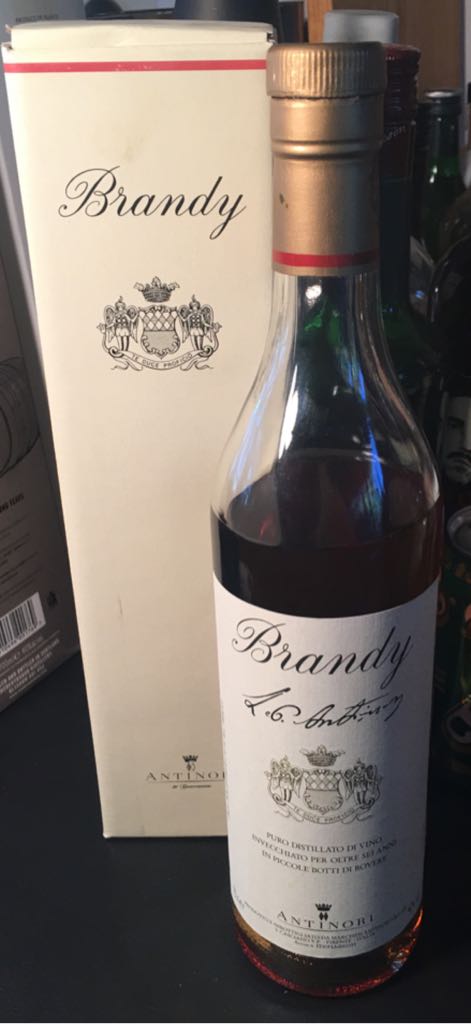 Brandy
TE DUCE PROFICIO
ANTINORI
Brandy
TE DUCE PROFICIO
PURO DISTILLATO DI VINO
INVECCHIATO PER OLTRE SEI ANNI
IN PICCOLE BOTTI DI ROVERE
ANTINORI